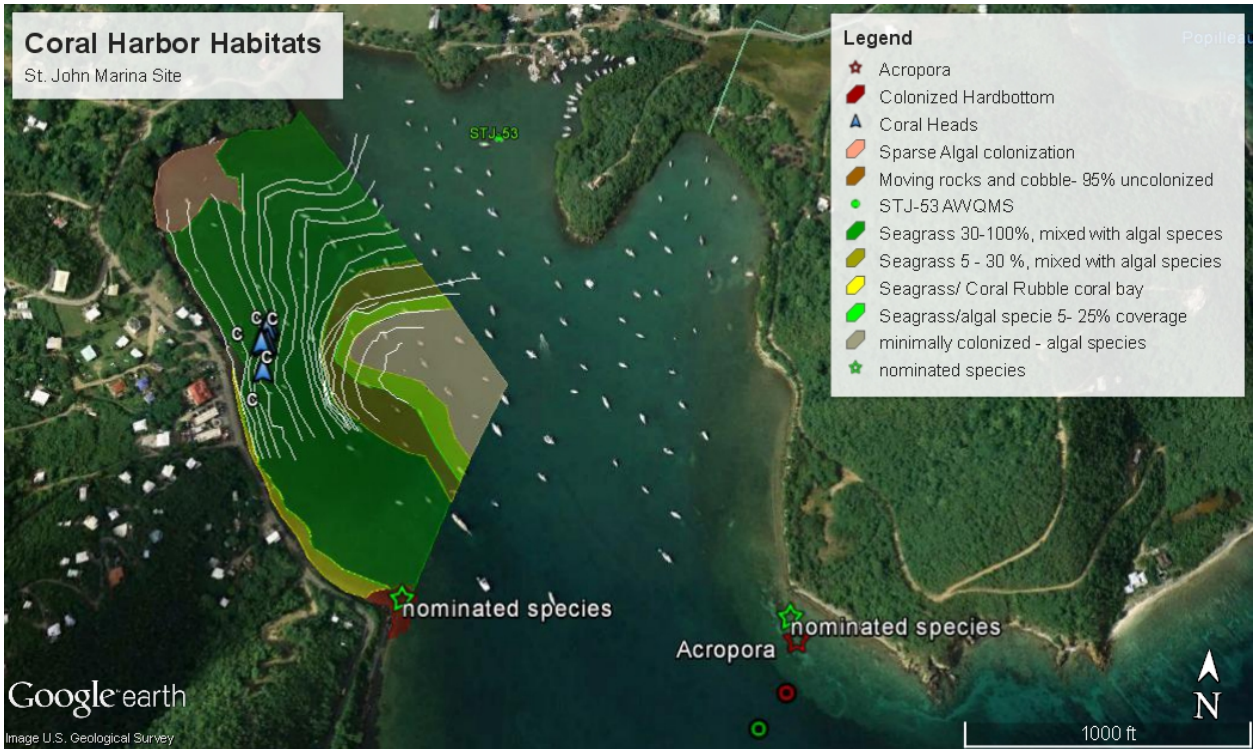 Coral Harbor Habitats
St. John Marina Site
Legend
Acropora
Colonized Hardbottom
Coral Heads
Sparse Algal colonization
Moving rocks and cobble- 95% uncolonized
STJ-53 AWQMS
Seagrass 30-100%, mixed with algal speces
Seagrass 5 - 30 %, mixed with algal species
Seagrass/ Coral Rubble coral bay
Seagrass/algal specie 5- 25% coverage
minimally colonized - algal species
nominated species
STJ-53
C C
C
C
C
nominated species
nominated species
Acropora
Google earth
Image U.S. Geological Survey
N
1000 ft